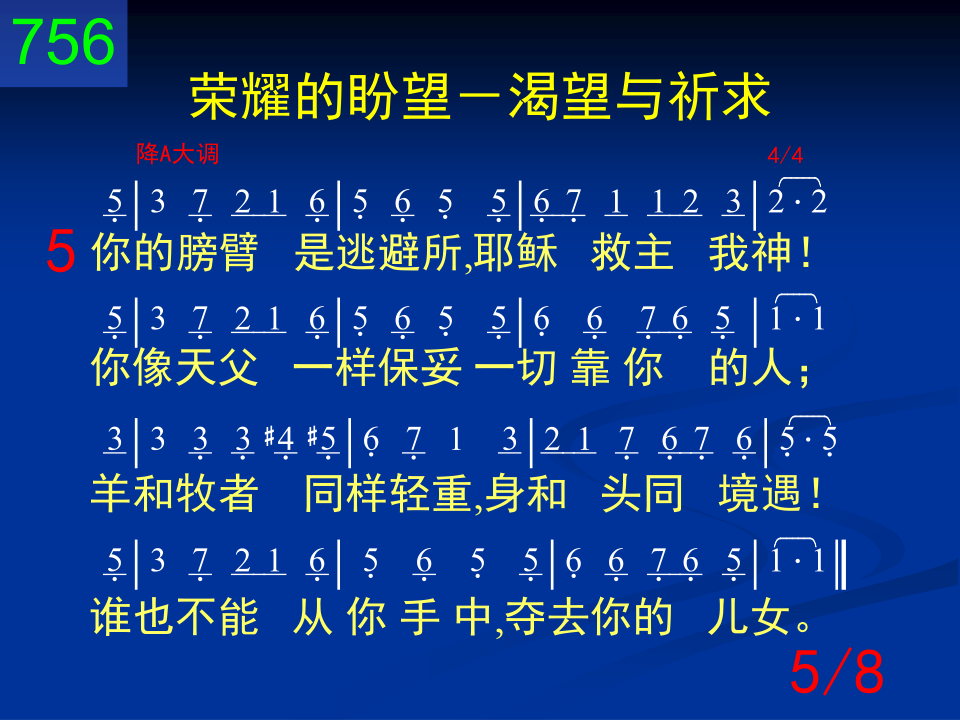 756
荣耀的盼望－渴望与祈求
降A大调 4/4
5 | 3 7 2 1 6 | 5 6 5 5 | 6 7 1 1 2 3 | 2 · 2
5 你的膀臂 是逃避所,耶稣 救主 我神！
5 | 3 7 2 1 6 | 5 6 5 5 | 6 6 7 6 5 | 1 · 1
你像天父 一样保妥 一切 靠 你 的人；
3 | 3 3 3 #4 #5 | 6 7 1 3 | 2 1 7 6 7 6 | 5 · 5
羊和牧者 同样轻重,身和 头同 境遇！
5 | 3 7 2 1 6 | 5 6 5 5 | 6 6 7 6 5 | 1 · 1 ‖
谁也不能 从 你 手 中,夺去你的 儿女。
5/8